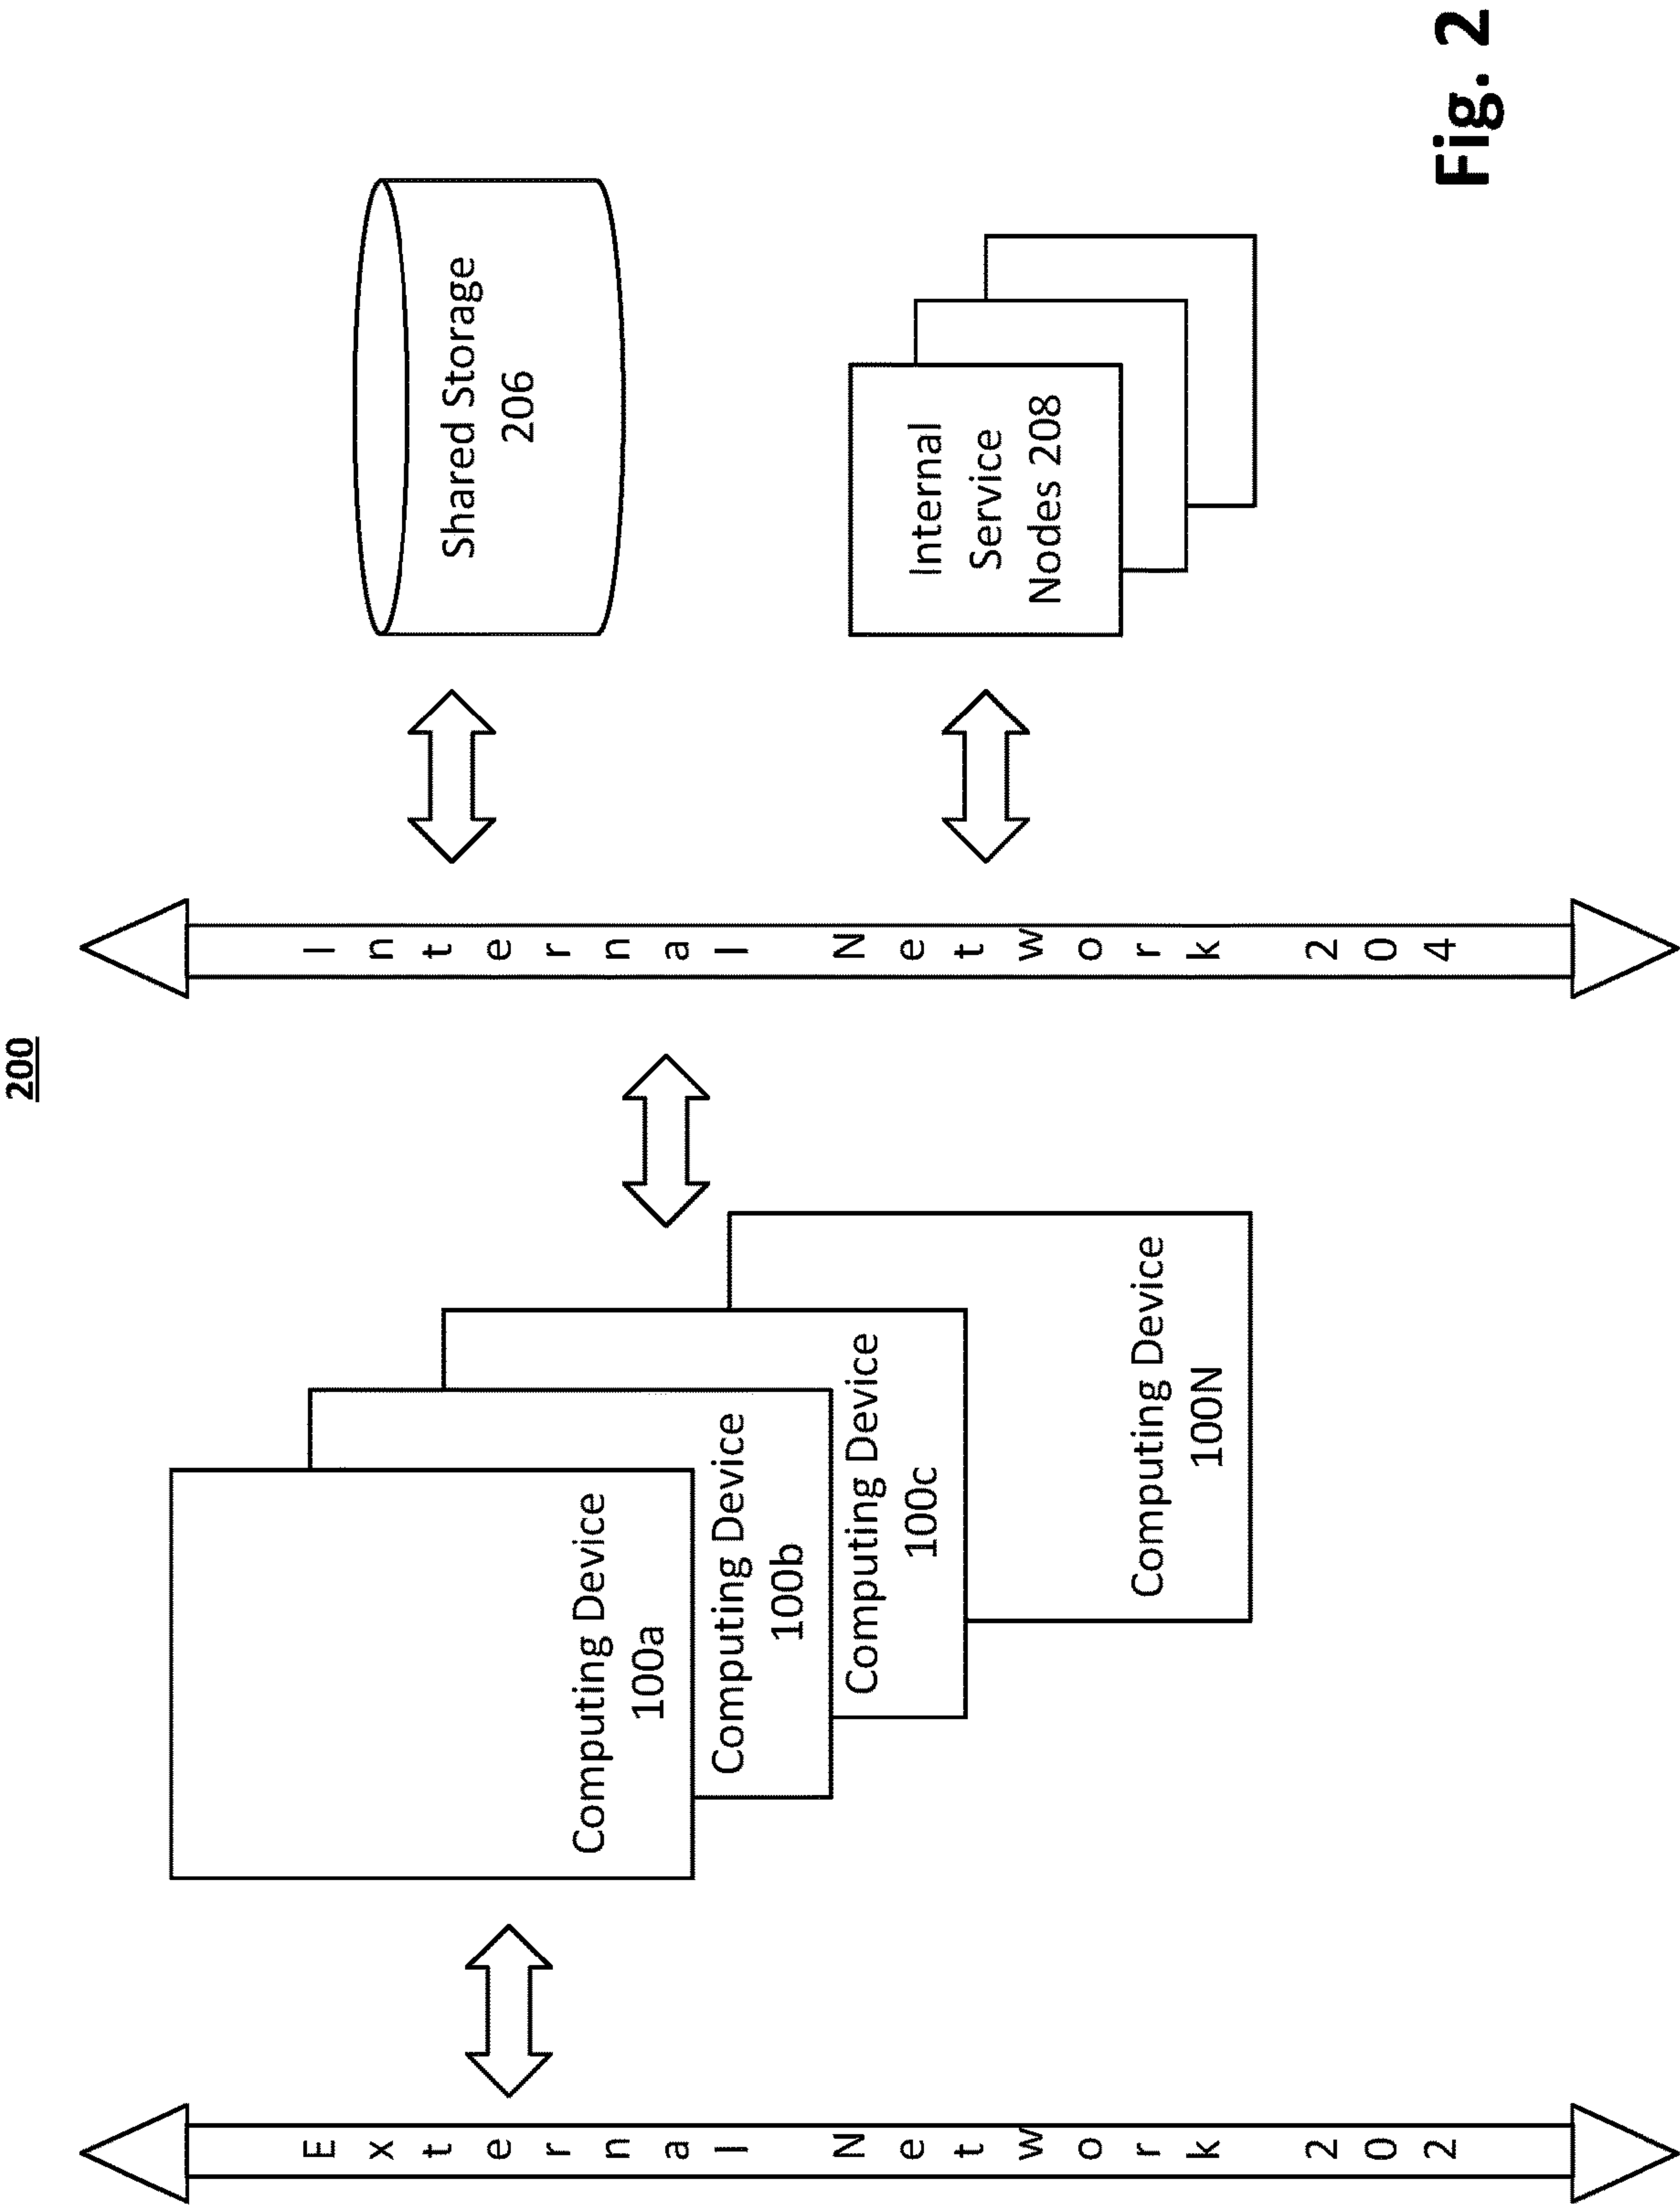 200
External Network 202
Computing Device
100a
Computing Device
100b
Computing Device
100c
Computing Device
100N
Internal Network 204
Shared Storage
206
Internal
Service
Nodes 208
Fig. 2